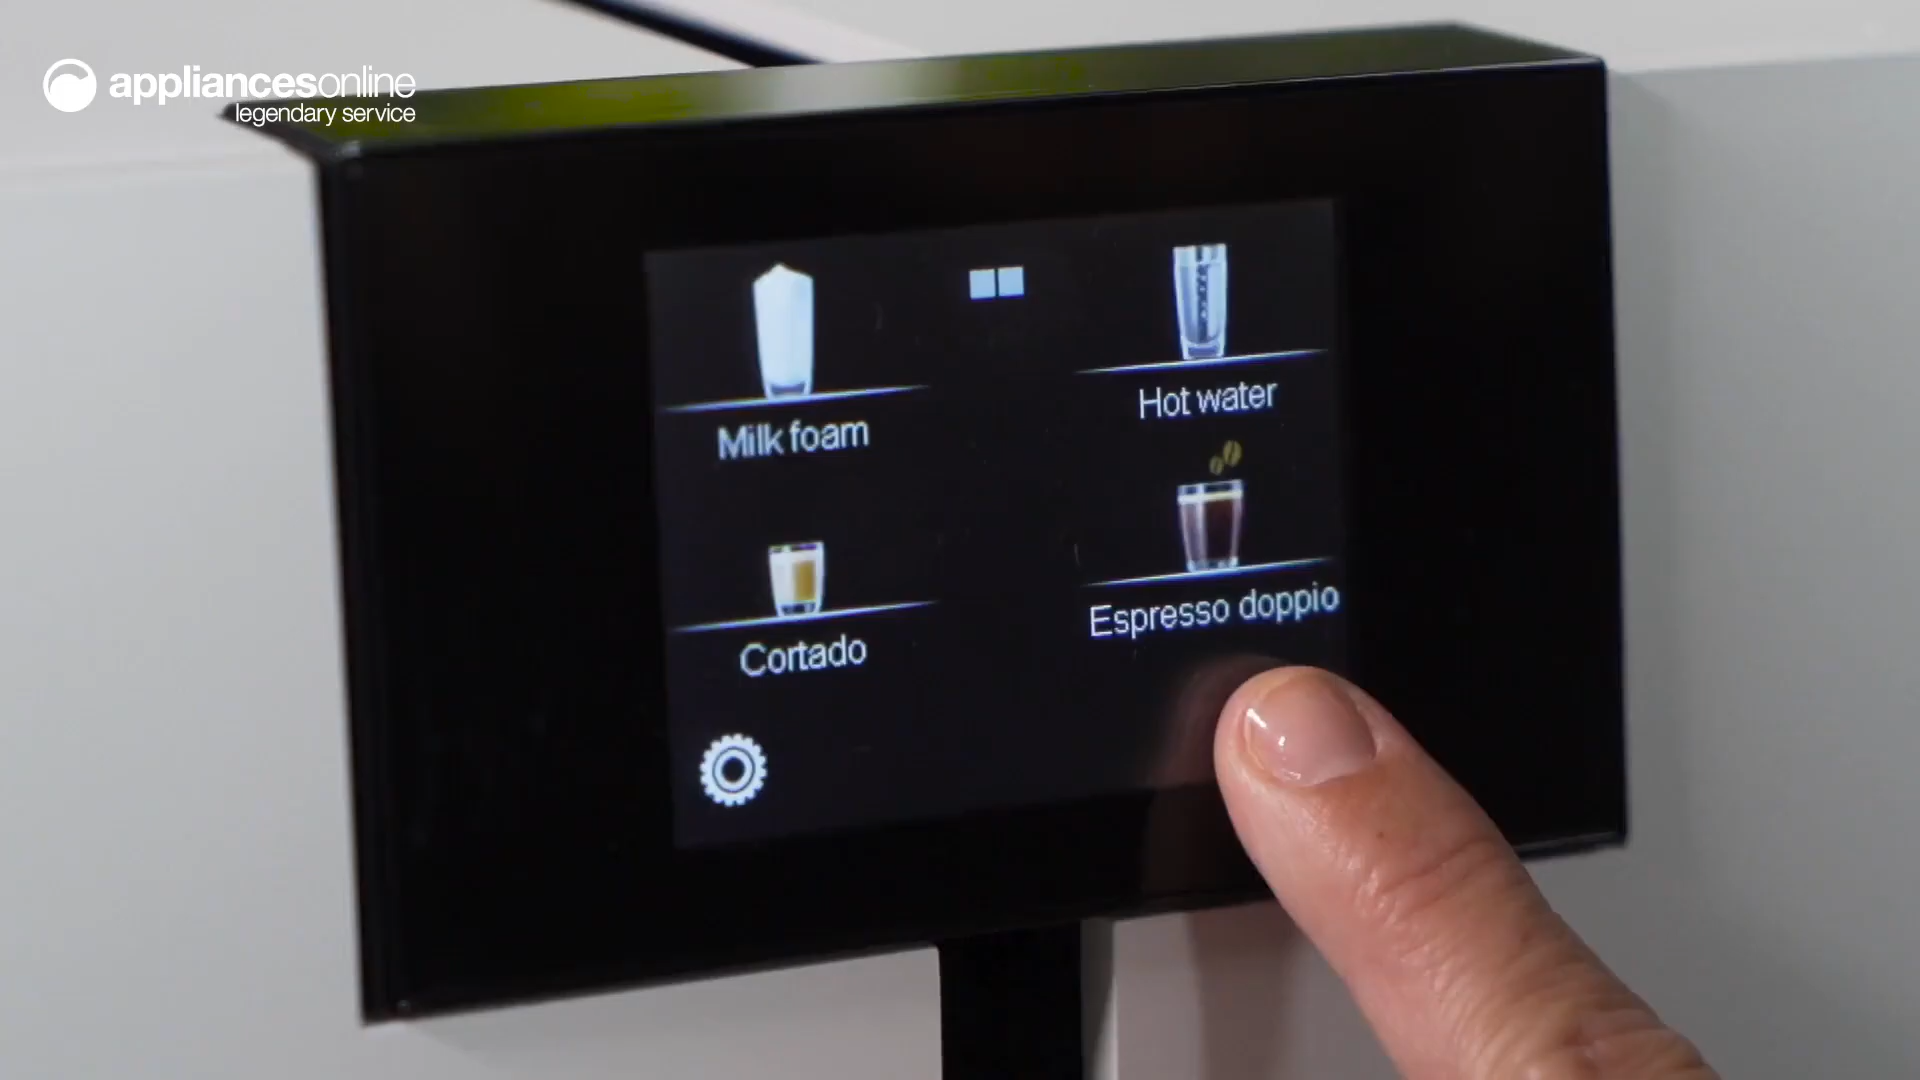 appliancesonline
legendary service
Milk foam
Hot water
Cortado
Espresso doppio